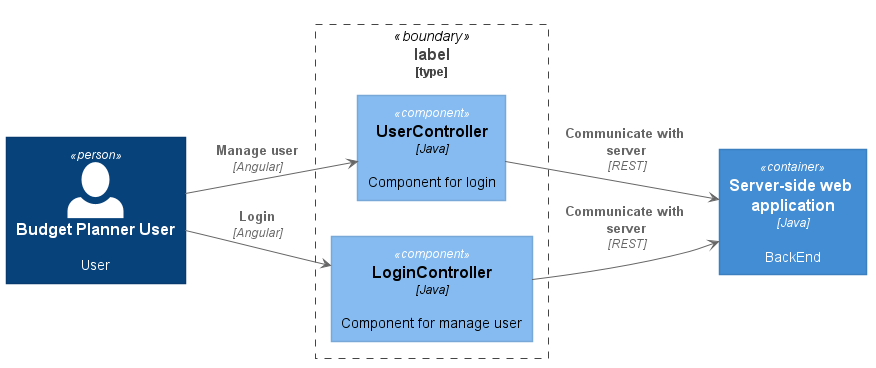 «person»
Budget Planner User
User
Manage user
[Angular]
Login
[Angular]
«boundary»
label
[type]
«component»
UserController
[Java]
Component for login
«component»
LoginController
[Java]
Component for manage user
Communicate with
server
[REST]
Communicate with
server
[REST]
«container»
Server-side web
application
[Java]
BackEnd